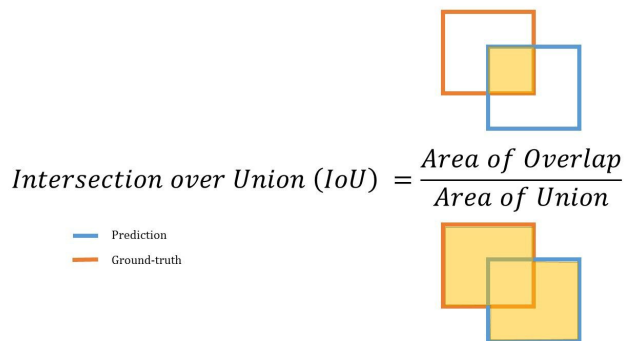 Intersection over Union (IoU) = Area of Overlap
Area of Union
Prediction
Ground-truth